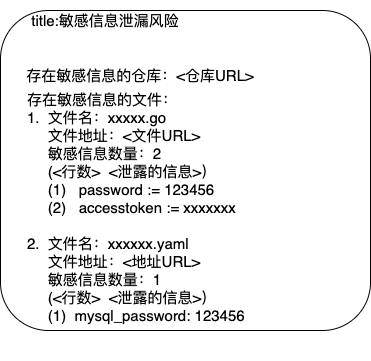 title:敏感信息泄漏风险
存在敏感信息的仓库：<仓库URL>
存在敏感信息的文件：
1. 文件名：xxxxx.go
文件地址：<文件URL>
敏感信息数量：2
(<行数> <泄露的信息>)
(1) password := 123456
(2) accesstoken := xxxxxxx
2. 文件名：xxxxxx.yaml
文件地址：<地址URL>
敏感信息数量：1
(<行数> <泄露的信息>)
(1) mysql_password: 123456